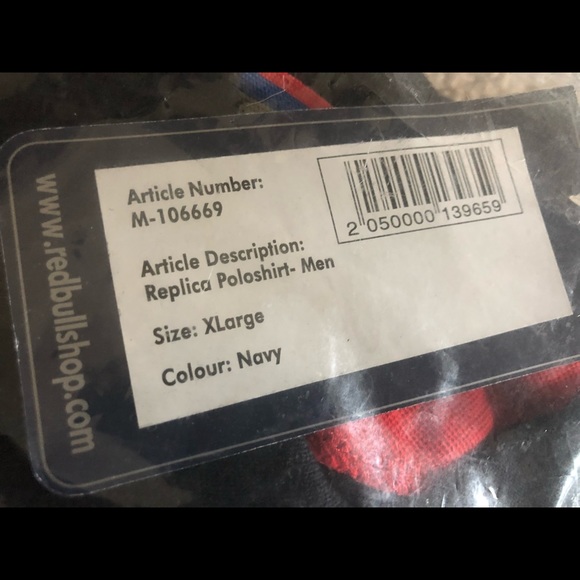 www.redbullshop.com
Article Number:
M-106669
2 050000 139659
Article Description:
Replica Poloshirt- Men
Size: XLarge
Colour: Navy